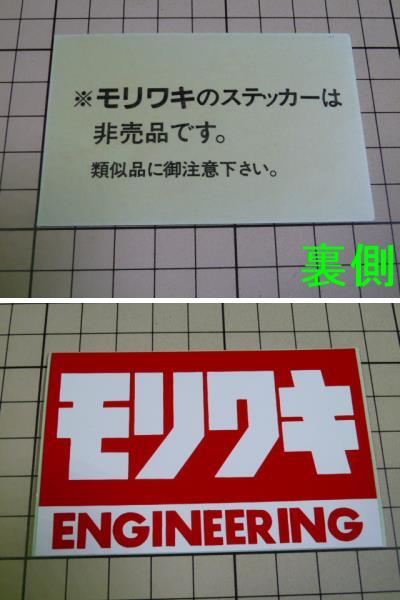 ※モリワキのステッカーは
非売品です。
類似品に御注意下さい。
裏側
モリワキ
ENGINEERING